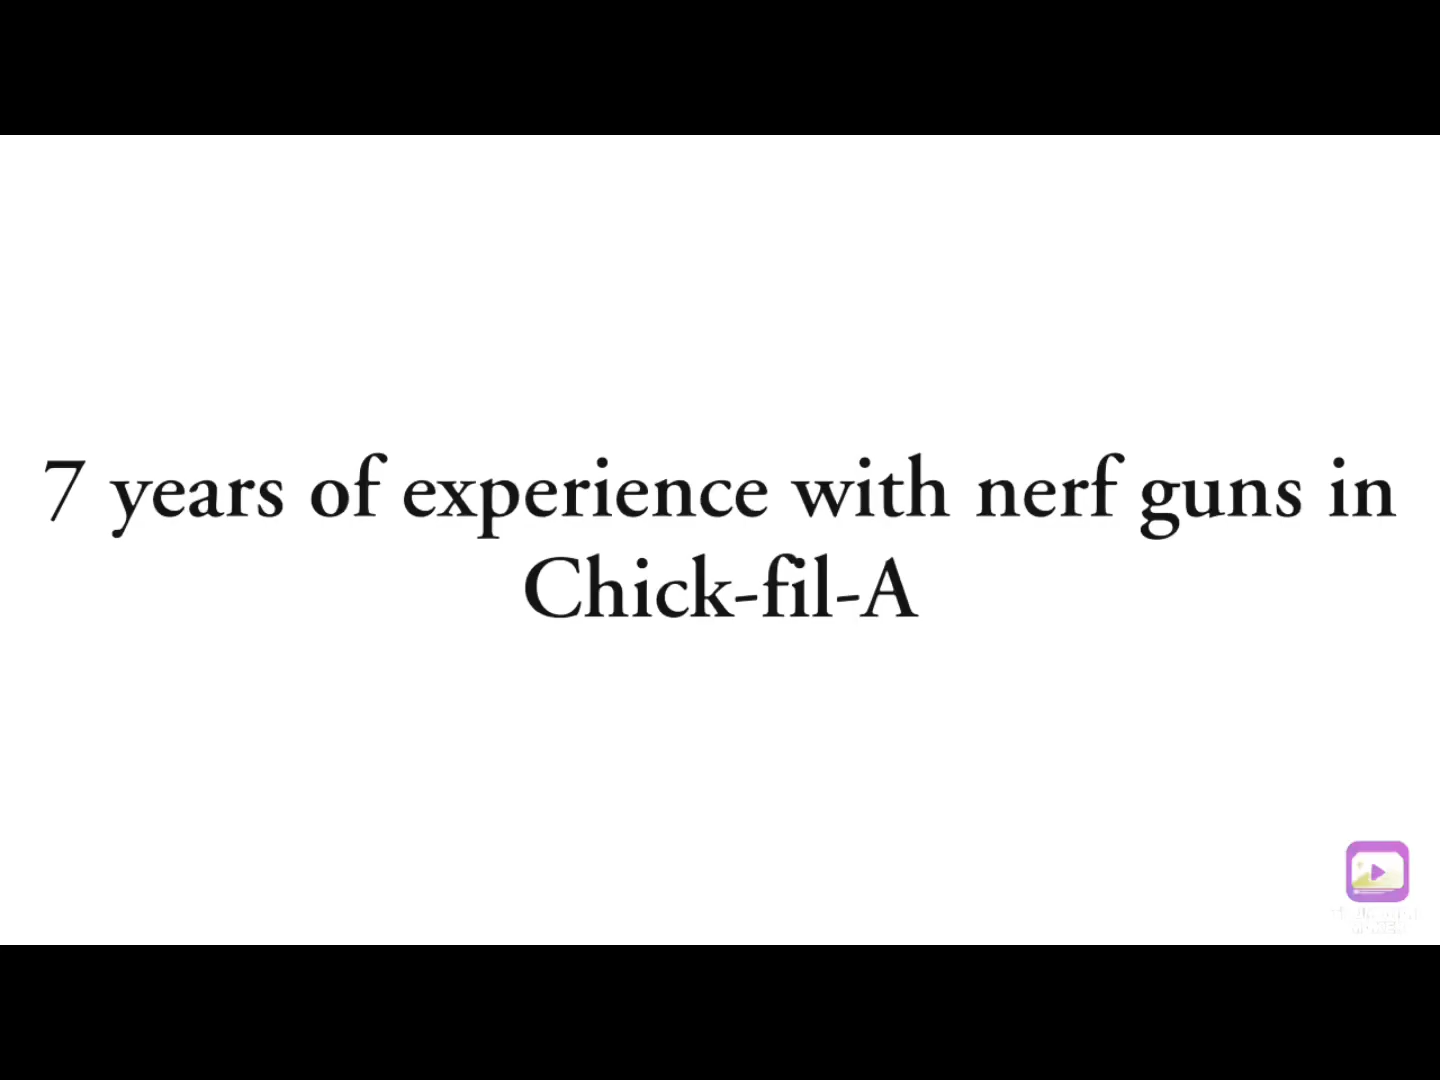 7 years of experience with nerf guns in
Chick-fil-A